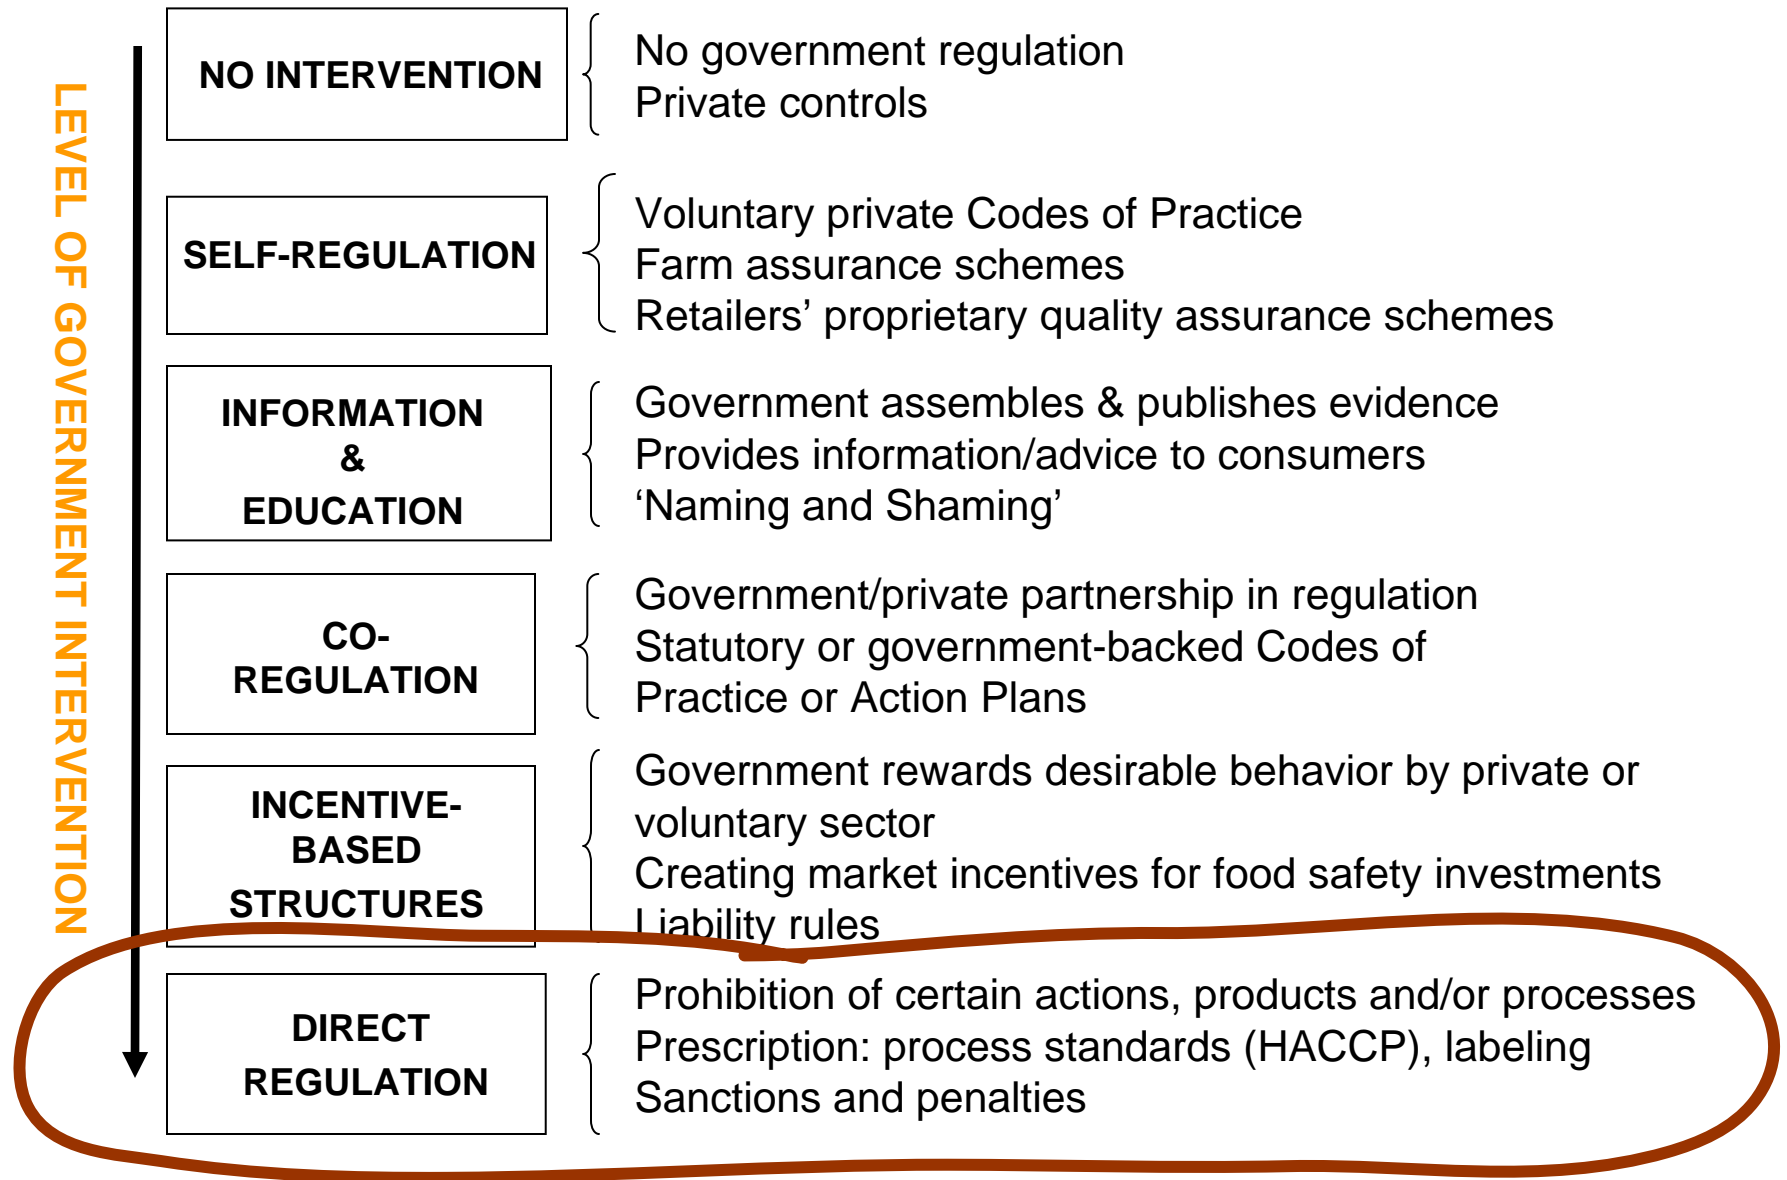 LEVEL OF GOVERNMENT INTERVENTION
NO INTERVENTION
No government regulation
Private controls
SELF-REGULATION
Voluntary private Codes of Practice
Farm assurance schemes
Retailers’ proprietary quality assurance schemes
INFORMATION
&
EDUCATION
Government assembles & publishes evidence
Provides information/advice to consumers
‘Naming and Shaming’
CO-
REGULATION
Government/private partnership in regulation
Statutory or government-backed Codes of
Practice or Action Plans
INCENTIVE-
BASED
STRUCTURES
Government rewards desirable behavior by private or
voluntary sector
Creating market incentives for food safety investments
Liability rules
DIRECT
REGULATION
Prohibition of certain actions, products and/or processes
Prescription: process standards (HACCP), labeling
Sanctions and penalties